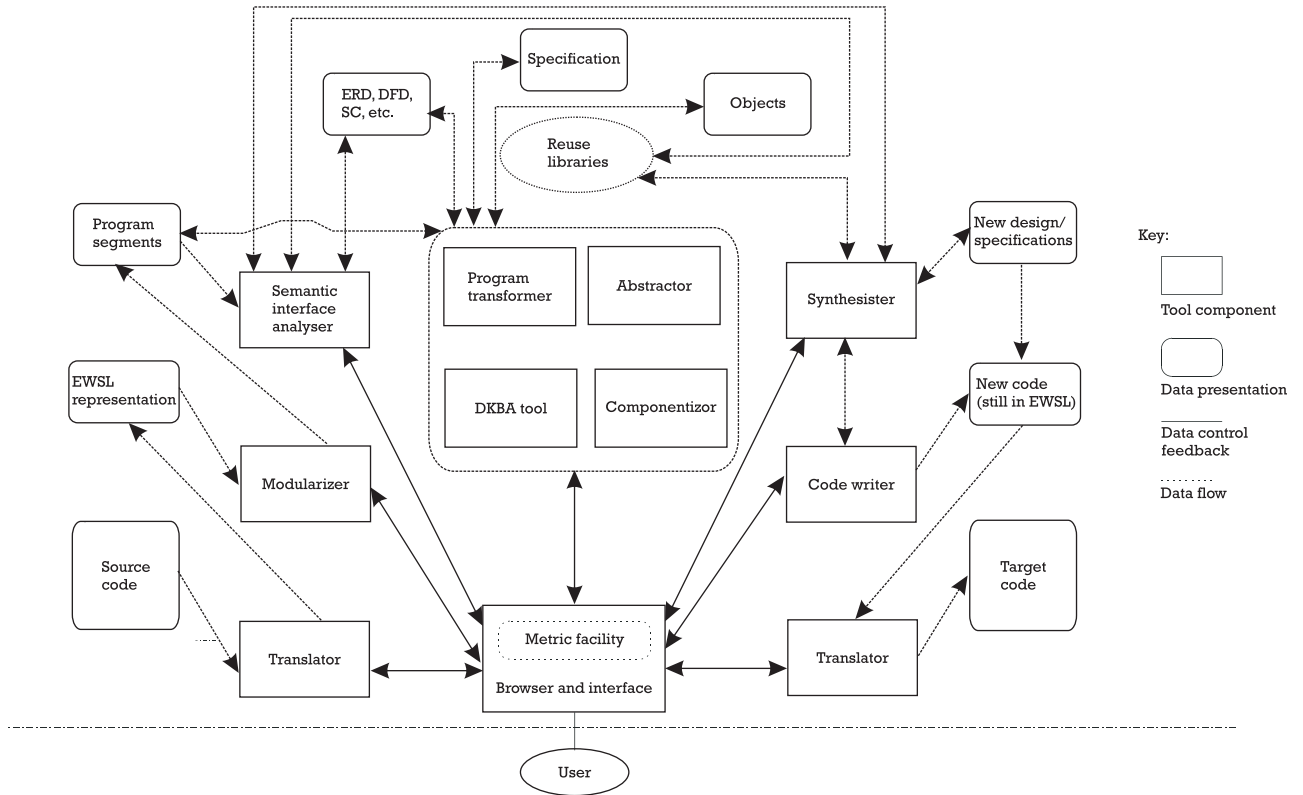 Specification
ERD, DFD,
SC, etc.
Objects
Reuse
libraries
Program
segments
New design/
specifications
Key:
Semantic
interface
analyser
Program
transformer
Abstractor
Synthesister
Tool component
EWSL
representation
DKBA tool
Componentizor
New code
(still in EWSL)
Data presentation
Data control
feedback
Modularizer
Code writer
Data flow
Source
code
Target
code
Metric facility
Translator
Browser and interface
Translator
User